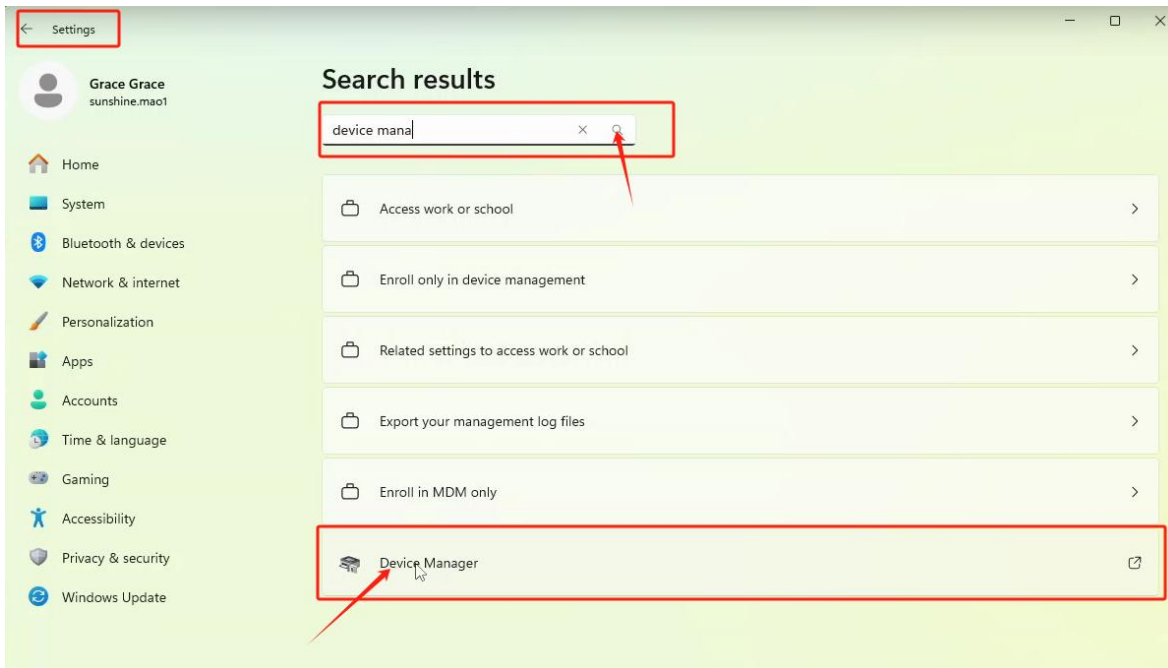 Settings
Grace Grace
sunshine.mao1
Home
System
Bluetooth & devices
Network & internet
Personalization
Apps
Accounts
Time & language
Gaming
Accessibility
Privacy & security
Windows Update
Search results
device mana
Access work or school
Enroll only in device management
Related settings to access work or school
Export your management log files
Enroll in MDM only
Device Manager